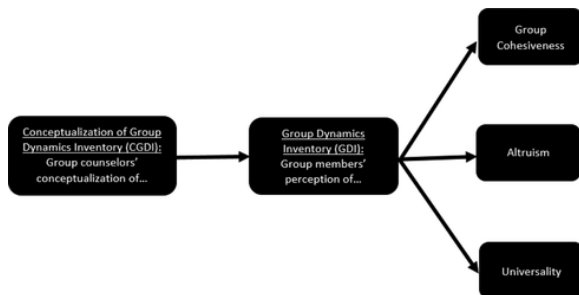 Conceptualization of Group
Dynamics Inventory (CGDI):
Group counselors'
conceptualization of...
Group Dynamics
Inventory (GDI):
Group members'
perception of...
Group
Cohesiveness
Altruism
Universality